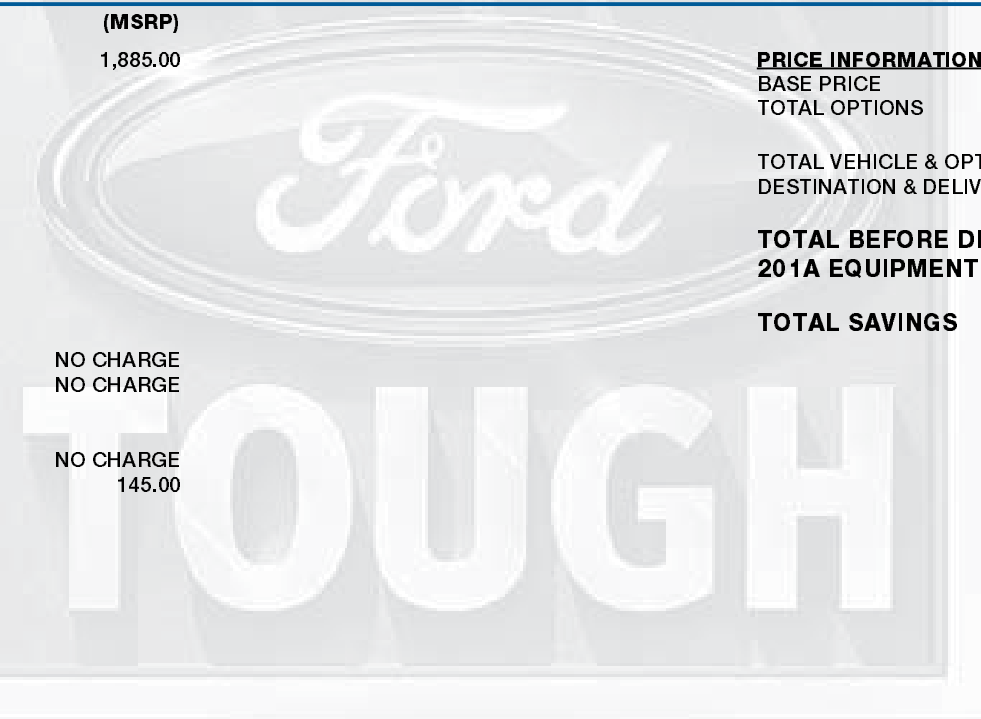 (MSRP)
1,885.00
PRICE INFORMATION
BASE PRICE
TOTAL OPTIONS
TOTAL VEHICLE & OPT
DESTINATION & DELIV
TOTAL BEFORE DI
201A EQUIPMENT
TOTAL SAVINGS
Ford
NO CHARGE
NO CHARGE
NO CHARGE
145.00
TOUGH